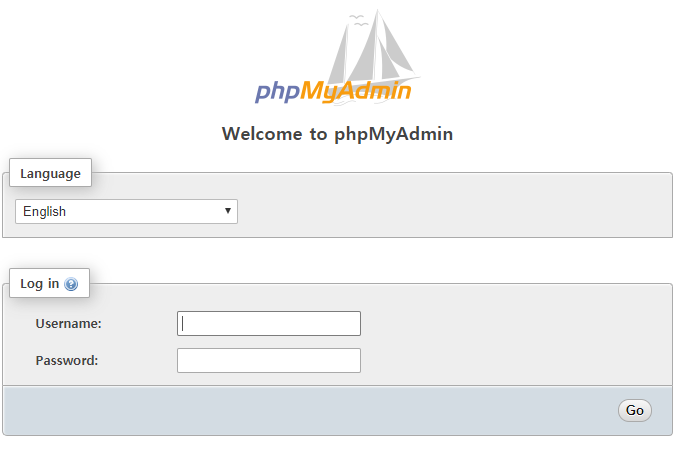 phpMyAdmin
Welcome to phpMyAdmin
Language
English
Log in
Username:
Password:
Go